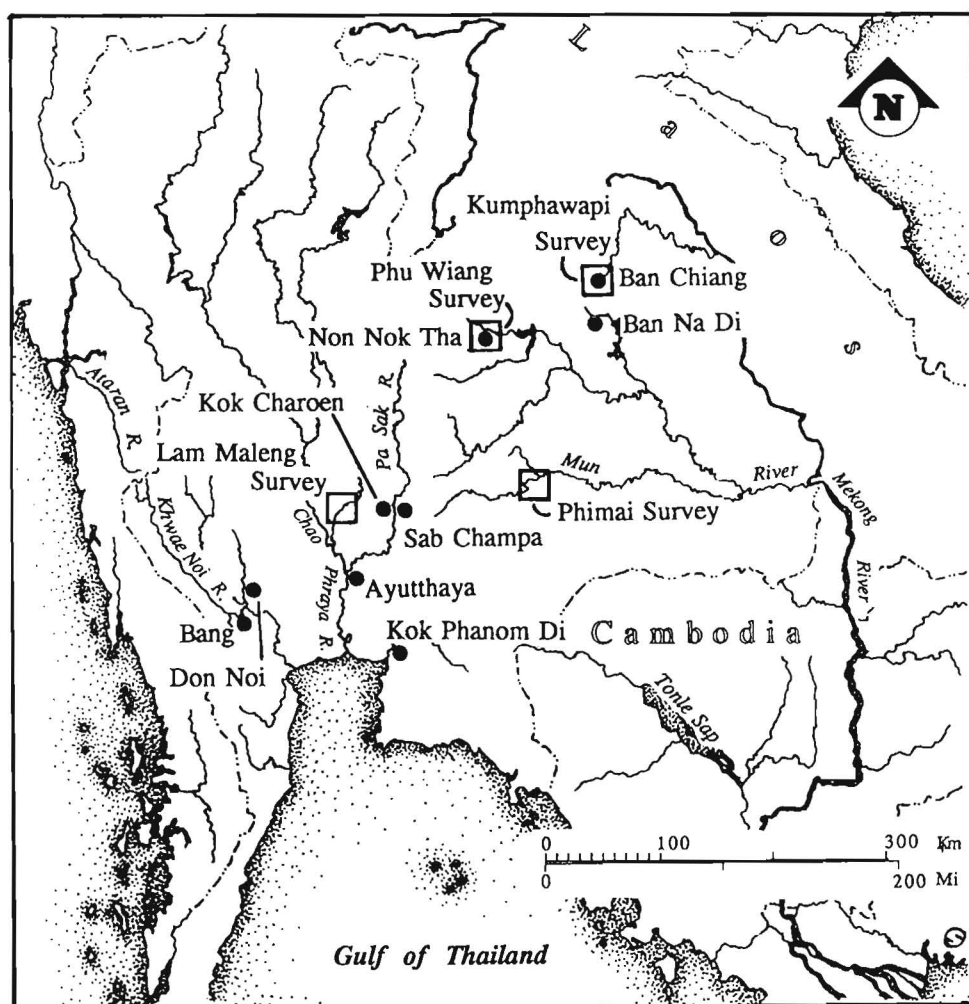 L
a
o
s
N
Kumphawapi
Survey
Ban Chiang
Phu Wiang
Survey
Ban Na Di
Non Nok Tha
Kok Charoen
Pa Sak R.
Ataran R.
Lam Maleng
Survey
Mun River
Mekong River
Phimai Survey
Sab Champa
Chao Phraya R.
Khwae Noi R.
Ayutthaya
Bang
Don Noi
Kok Phanom Di
Cambodia
Tonle Sap
0 100 300 Km
0 200 Mi
Gulf of Thailand